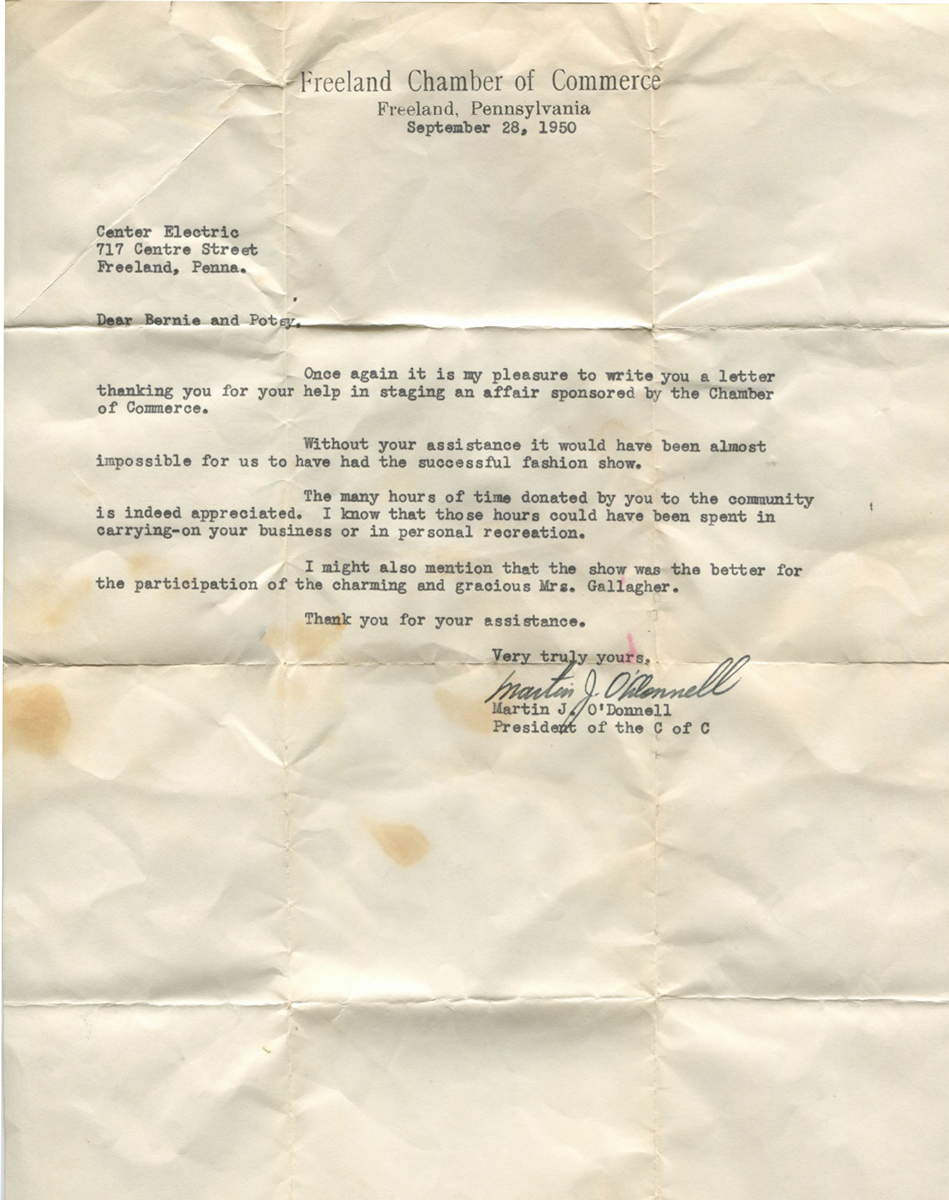 Freeland Chamber of Commerce
Freeland, Pennsylvania
September 28, 1950
Center Electric
717 Centre Street
Freeland, Penna.
Dear Bernie and Potsy,
Once again it is my pleasure to write you a letter
thanking you for your help in staging an affair sponsored by the Chamber
of Commerce.
Without your assistance it would have been almost
impossible for us to have had the successful fashion show.
The many hours of time donated by you to the community
is indeed appreciated. I know that those hours could have been spent in
carrying-on your business or in personal recreation.
I might also mention that the show was the better for
the participation of the charming and gracious Mrs. Gallagher.
Thank you for your assistance.
Very truly yours,
Martin J. O'Donnell
Martin J. O'Donnell
President of the C of C